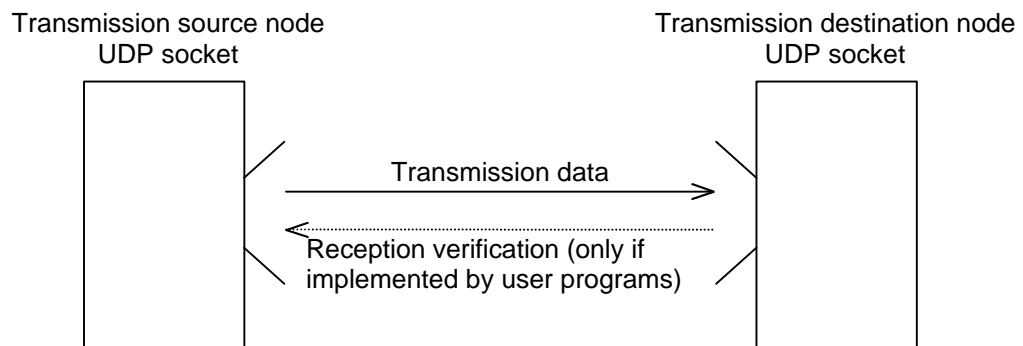 Transmission source node
UDP socket
Transmission destination node
UDP socket
Transmission data
Reception verification (only if
implemented by user programs)